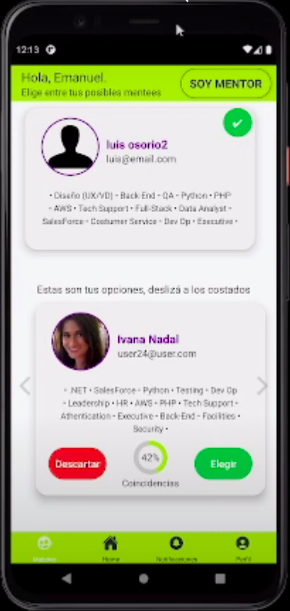 12:13
Hola, Emanuel.
Elige entre tus posibles mentees
SOY MENTOR
luis osorio2
luis@email.com
• Diseño (UX/VD) - Back End - QA - Python • PHP
- AWS • Tech Support - Full-Stack • Data Analyst -
SalesForce - Costumer Service - Dev Op - Executive •
Estas son tus opciones, deslizá a los costados
Ivana Nadal
user24@user.com
• .NET • SalesForce - Python • Testing - Dev Op
• Leadership • HR • AWS • PHP • Tech Support -
Athentication - Executive - Back-End - Facilities •
Security •
Descartar
42%
Elegir
Coincidencias
Home
Notificaciones
Perfil